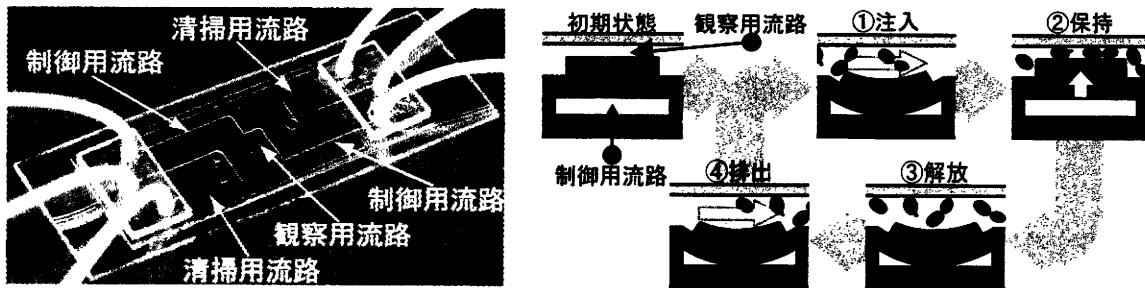 清掃用流路
制御用流路
制御用流路
観察用流路
清掃用流路
初期状態
観察用流路
①注入
②保持
制御用流路
④排出
③解放